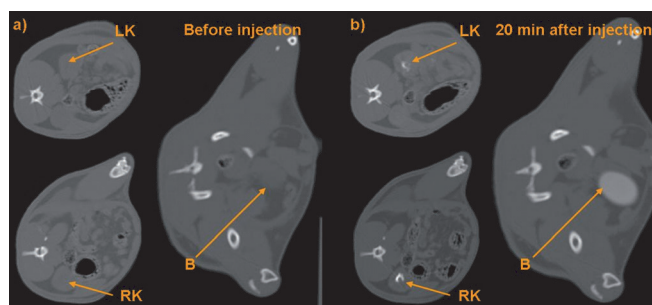 a)
LK
Before injection
B
RK
b)
LK
20 min after injection
B
RK